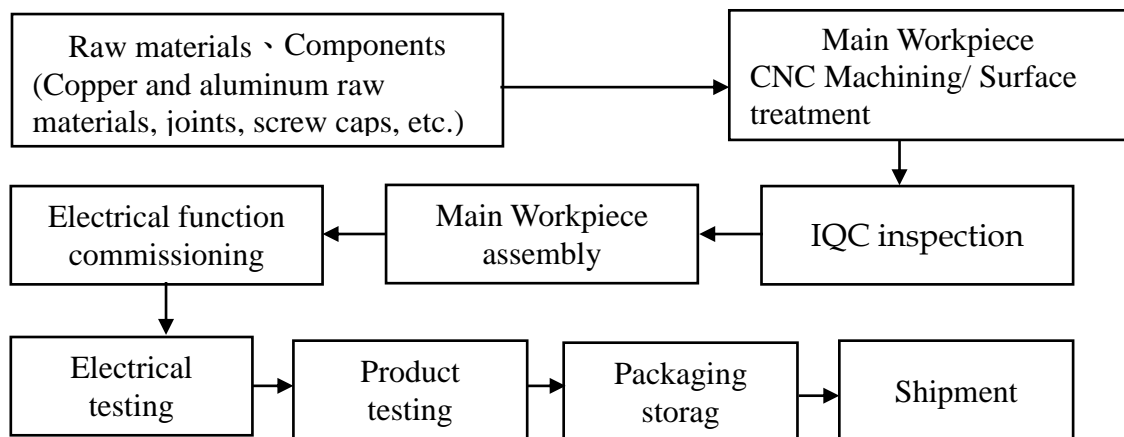 Raw materials、Components
(Copper and aluminum raw
materials, joints, screw caps, etc.)
Main Workpiece
CNC Machining/ Surface
treatment
Electrical function
commissioning
Main Workpiece
assembly
IQC inspection
Electrical
testing
Product
testing
Packaging
storag
Shipment